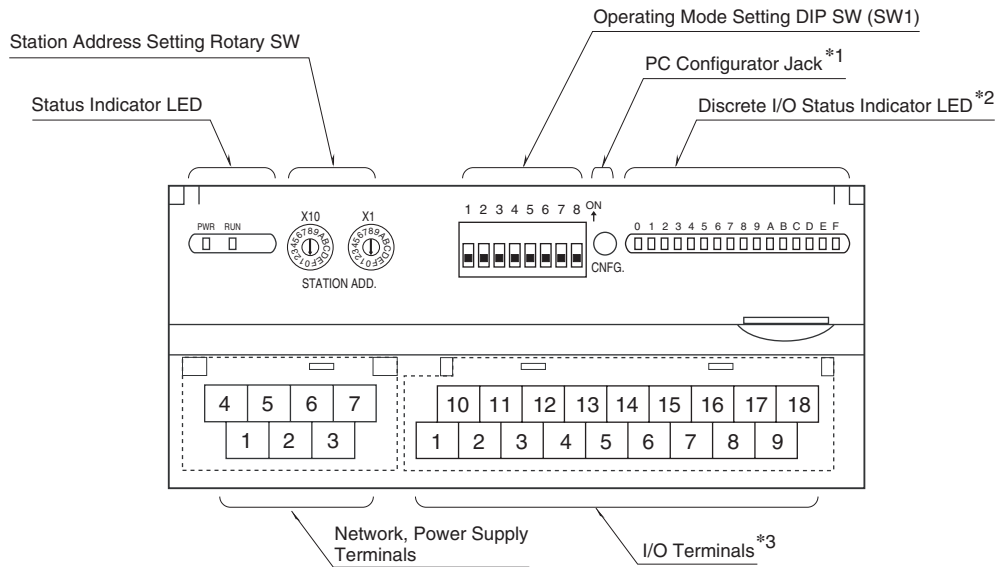 Operating Mode Setting DIP SW (SW1)
Station Address Setting Rotary SW
PC Configurator Jack *1
Status Indicator LED
Discrete I/O Status Indicator LED *2
PWR RUN
X10
X1
0123456789ABCDEF
0123456789ABCDEF
STATION ADD.
1 2 3 4 5 6 7 8
ON
↑
CNFG.
0 1 2 3 4 5 6 7 8 9 A B C D E F
4 5 6 7
1 2 3
10 11 12 13 14 15 16 17 18
1 2 3 4 5 6 7 8 9
Network, Power Supply
Terminals
I/O Terminals *3